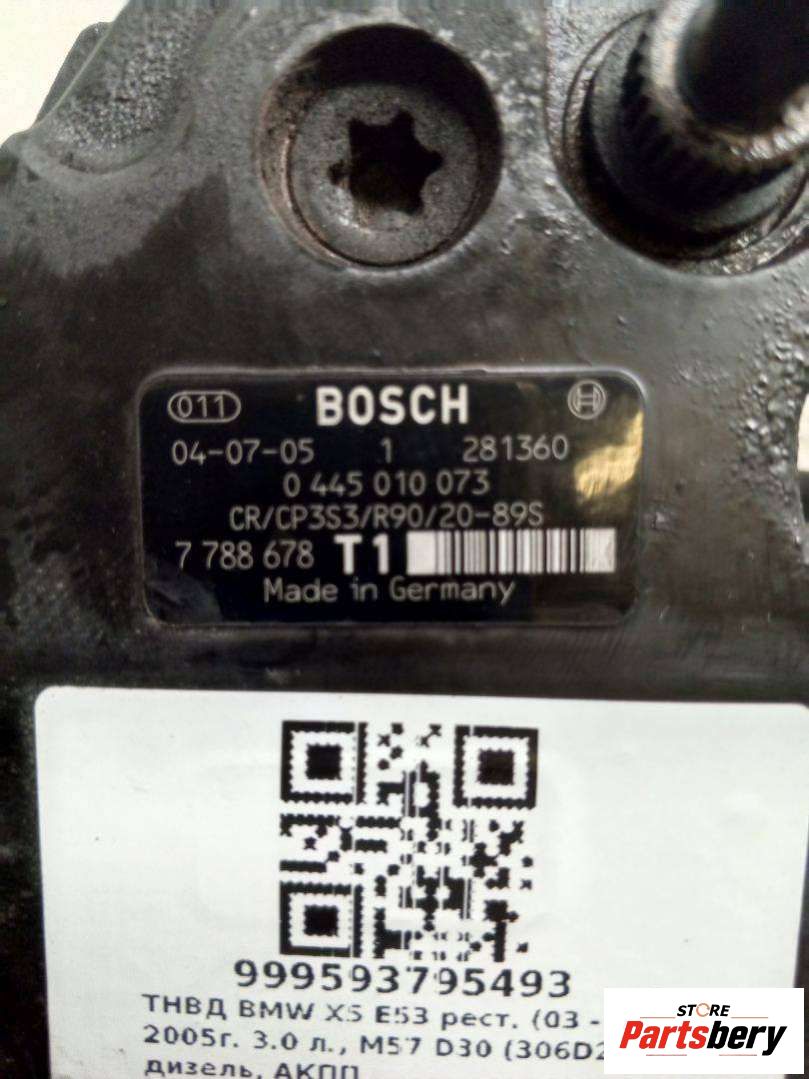 011 BOSCH
04-07-05 1 281360
0 445 010 073
CR/CP3S3/R90/20-89S
7 788 678 T1
Made in Germany
999593795493
ТНВД BMW X5 E53 рест. (03 -
2005г. 3.0 л., M57 D30 (306D2
дизель, АКПП
STORE
Partsbery